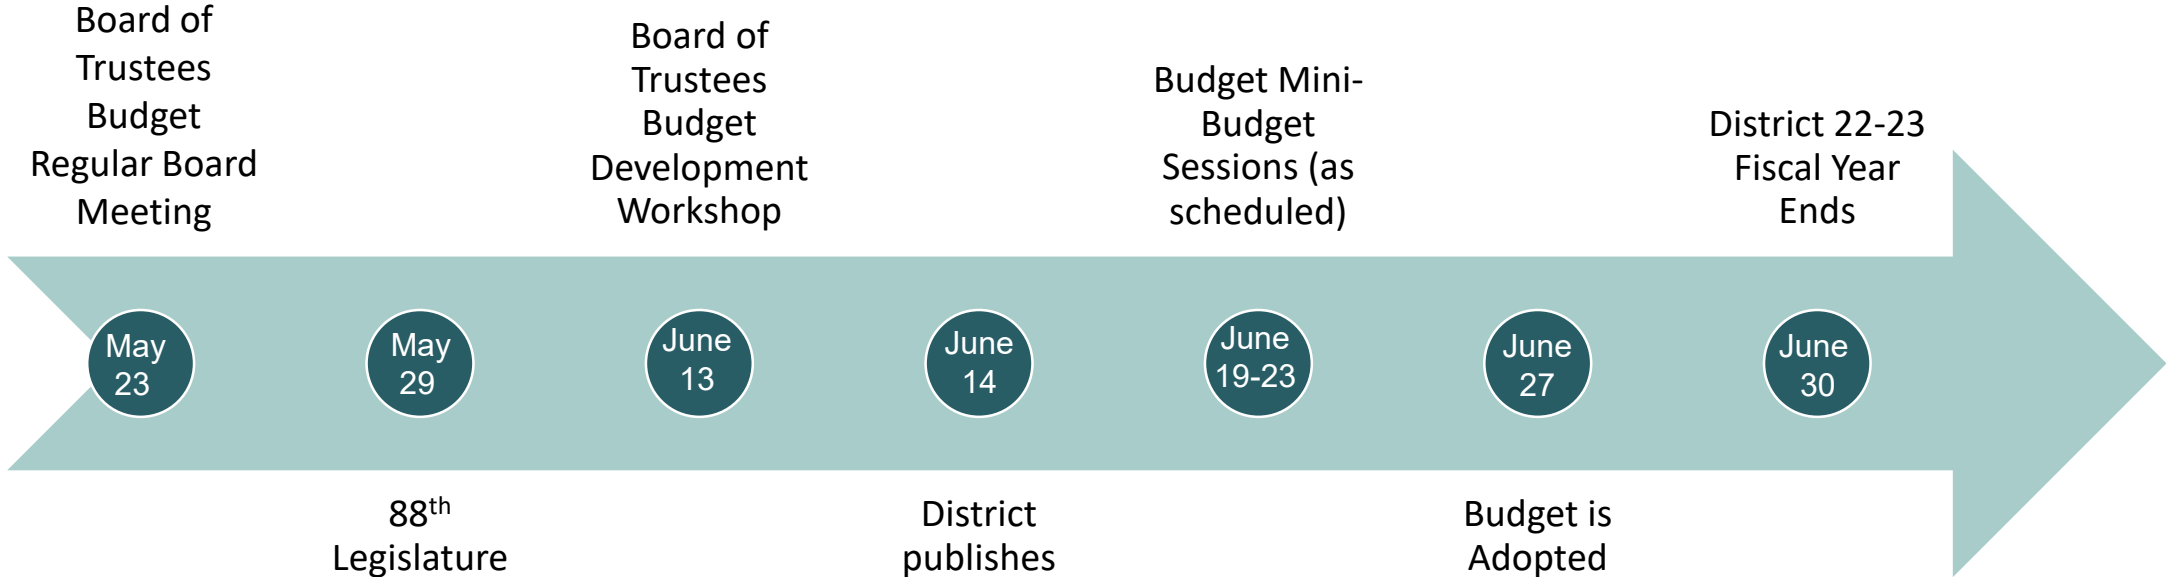 Board of
Trustees
Budget
Regular Board
Meeting
Board of
Trustees
Budget
Development
Workshop
Budget Mini-
Budget
Sessions (as
scheduled)
District 22-23
Fiscal Year
Ends
May
23
May
29
June
13
June
14
June
19-23
June
27
June
30
88th
Legislature
District
publishes
Budget is
Adopted